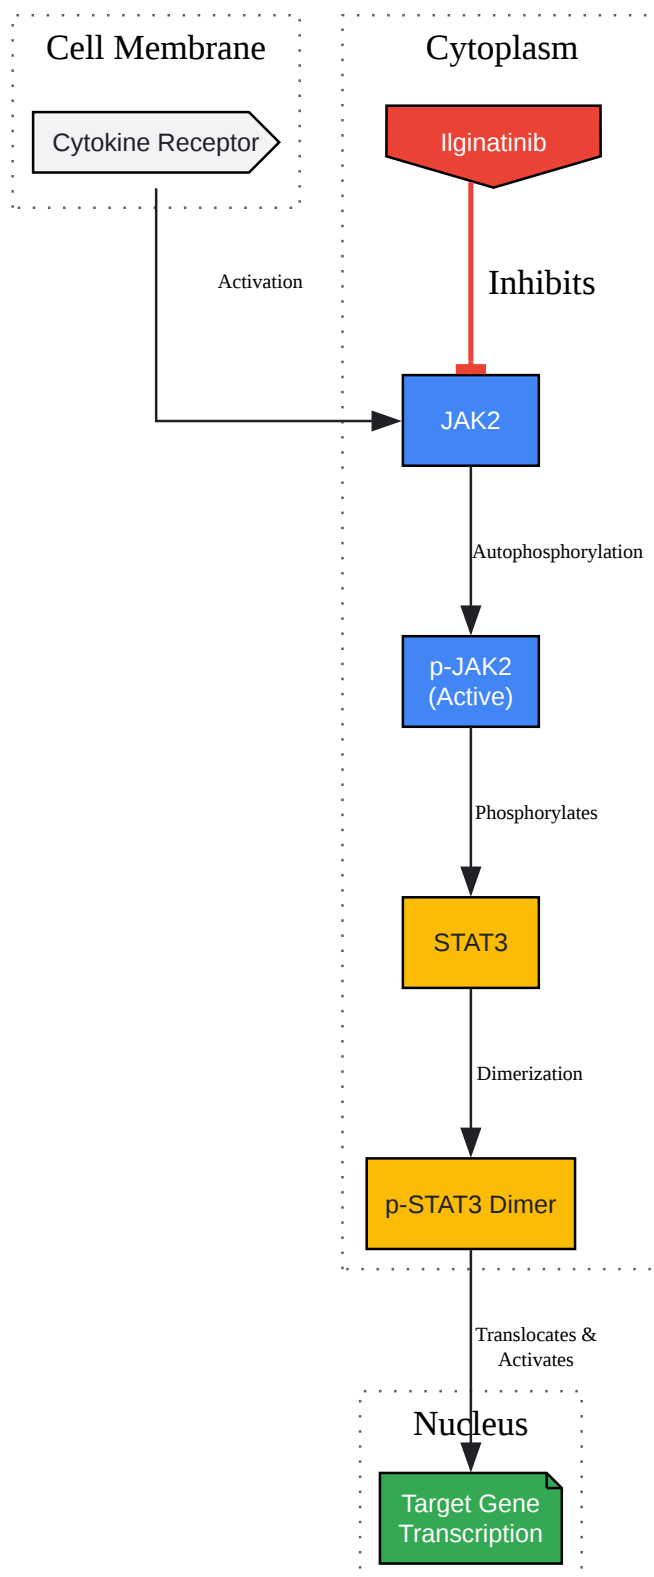 Cell Membrane
Cytoplasm
Cytokine Receptor
Ilginatinib
Activation
Inhibits
JAK2
Autophosphorylation
p-JAK2
(Active)
Phosphorylates
STAT3
Dimerization
p-STAT3 Dimer
Translocates &
Activates
Nucleus
Target Gene
Transcription